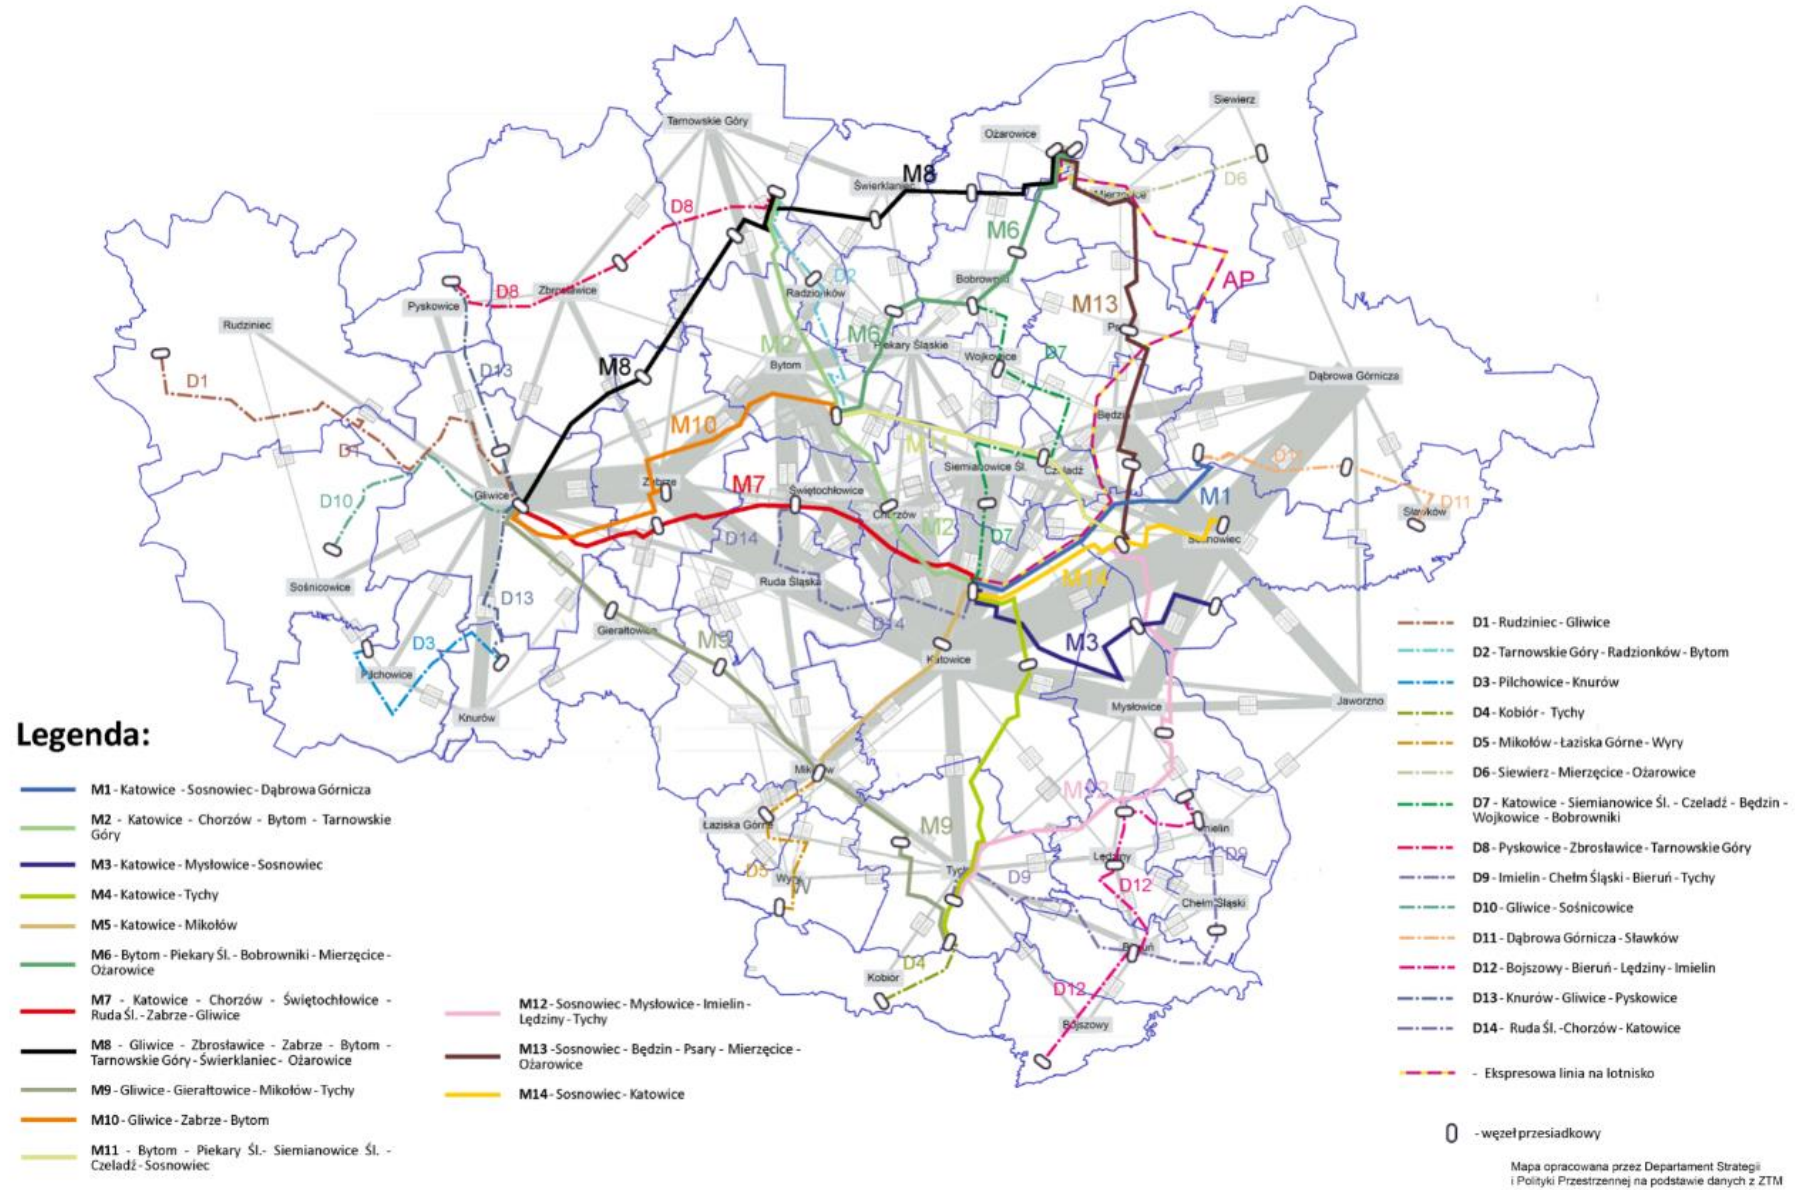 Siewierz
Tarnowskie Góry
Ożarowice
M8
Świerklaniec
Mierzęcice
D6
D8
M6
D2
Bobrowniki
AP
D8
Zbrosławice
Radzionków
Pyskowice
M13
Rudziniec
M6
Piekary Śląskie
M2
Wojkowice
D7
M8
Bytom
D13
Dąbrowa Górnicza
D1
Będzin
M10
M11
D1
Siemianowice Śl.
Czeladź
Zabrze
M7
Świętochłowice
Gliwice
M1
D11
D10
Chorzów
M2
Sławków
D7
D14
Sosnowiec
M14
Ruda Śląska
Sośnicowice
D13
D14
Gierałtowice
D3
M9
M3
Katowice
Pilchowice
Knurów
Mysłowice
Jaworzno
Mikołów
M12
Łaziska Górne
M9
Imielin
D9
Lędziny
D5
Wyry
Tychy
D9
D12
Chełm Śląski
Bieruń
D4
Kobiór
D12
Bojszowy
Legenda:
M1 - Katowice - Sosnowiec - Dąbrowa Górnicza
M2 - Katowice - Chorzów - Bytom - Tarnowskie
Góry
M3 - Katowice - Mysłowice - Sosnowiec
M4 - Katowice - Tychy
M5 - Katowice - Mikołów
M6 - Bytom - Piekary Śl. - Bobrowniki - Mierzęcice -
Ożarowice
M7 - Katowice - Chorzów - Świętochłowice -
Ruda Śl. - Zabrze - Gliwice
M8 - Gliwice - Zbrosławice - Zabrze - Bytom -
Tarnowskie Góry - Świerklaniec - Ożarowice
M9 - Gliwice - Gierałtowice - Mikołów - Tychy
M10 - Gliwice - Zabrze - Bytom
M11 - Bytom - Piekary Śl.- Siemianowice Śl. -
Czeladź - Sosnowiec
M12 - Sosnowiec - Mysłowice - Imielin -
Lędziny - Tychy
M13 -Sosnowiec - Będzin - Psary - Mierzęcice -
Ożarowice
M14 - Sosnowiec - Katowice
D1 - Rudziniec - Gliwice
D2 - Tarnowskie Góry - Radzionków - Bytom
D3 - Pilchowice - Knurów
D4 - Kobiór - Tychy
D5 - Mikołów - Łaziska Górne - Wyry
D6 - Siewierz - Mierzęcice - Ożarowice
D7 - Katowice - Siemianowice Śl. - Czeladź - Będzin -
Wojkowice - Bobrowniki
D8 - Pyskowice - Zbrosławice - Tarnowskie Góry
D9 - Imielin - Chełm Śląski - Bieruń - Tychy
D10 - Gliwice - Sośnicowice
D11 - Dąbrowa Górnicza - Sławków
D12 - Bojszowy - Bieruń - Lędziny - Imielin
D13 - Knurów - Gliwice - Pyskowice
D14 - Ruda Śl. -Chorzów - Katowice
- Ekspresowa linia na lotnisko
- węzeł przesiadkowy
Mapa opracowana przez Departament Strategii
i Polityki Przestrzennej na podstawie danych z ZTM